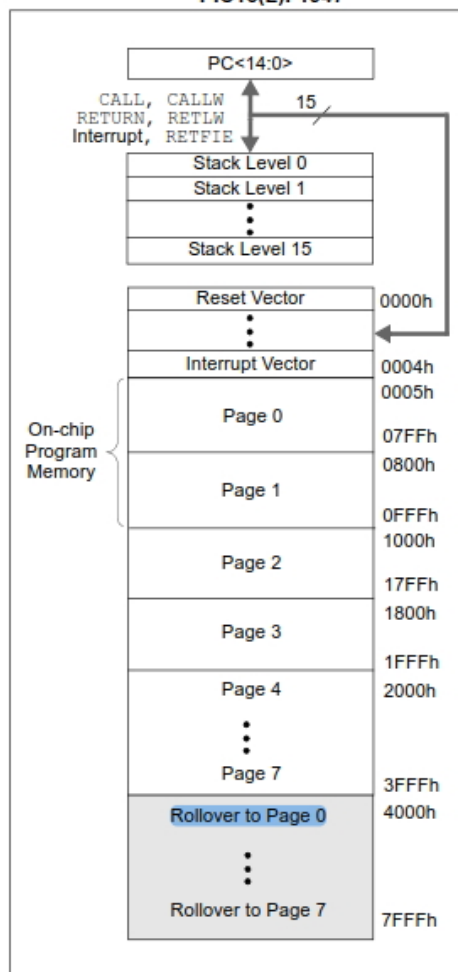 PC<14:0>
CALL, CALLW
RETURN, RETLW
Interrupt, RETFIE
15
Stack Level 0
Stack Level 1
Stack Level 15
Reset Vector
0000h
Interrupt Vector
0004h
On-chip
Program
Memory
0005h
Page 0
07FFh
0800h
Page 1
0FFFh
1000h
Page 2
17FFh
1800h
Page 3
1FFFh
Page 4
2000h
Page 7
3FFFh
Rollover to Page 0
4000h
Rollover to Page 7
7FFFh